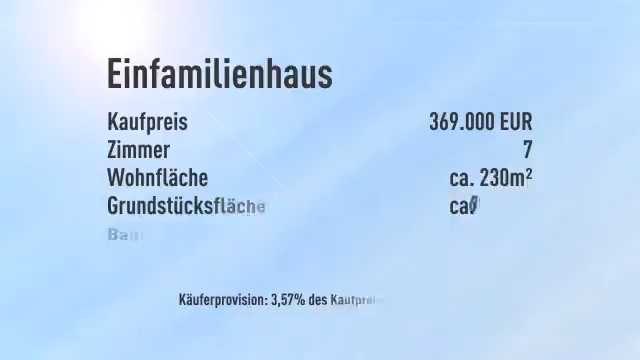 Einfamilienhaus
Kaufpreis 369.000 EUR
Zimmer 7
Wohnfläche ca. 230m²
Grundstücksfläche ca.
Käuferprovision: 3,57% des Kaufpreis